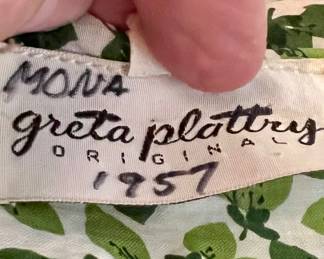 MONA
greta plattry
ORIGINAL
1957